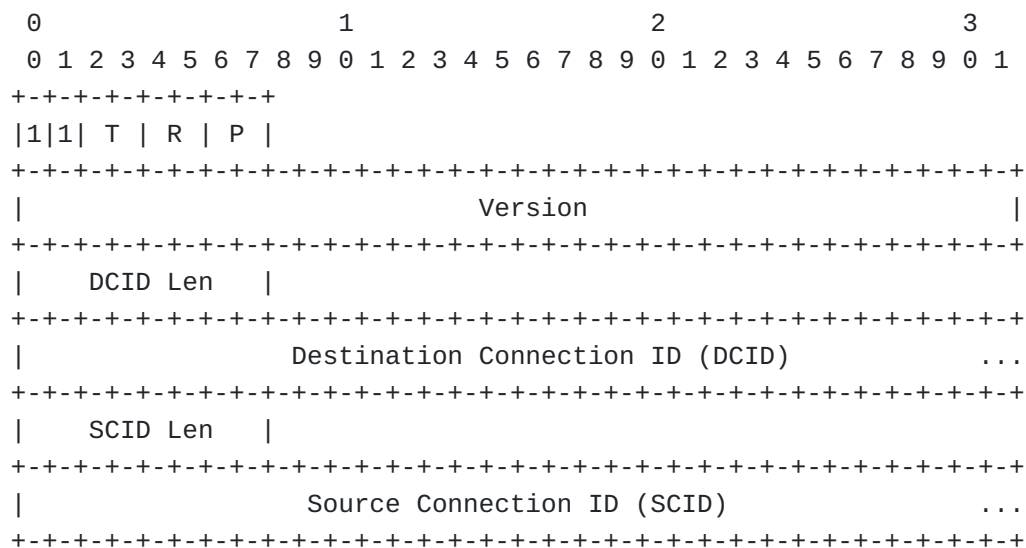 0                   1                   2                   3
 0 1 2 3 4 5 6 7 8 9 0 1 2 3 4 5 6 7 8 9 0 1 2 3 4 5 6 7 8 9 0 1
+-+-+-+-+-+-+-+-+
|1|1| T | R | P |
+-+-+-+-+-+-+-+-+-+-+-+-+-+-+-+-+-+-+-+-+-+-+-+-+-+-+-+-+-+-+-+-+
|                             Version                           |
+-+-+-+-+-+-+-+-+-+-+-+-+-+-+-+-+-+-+-+-+-+-+-+-+-+-+-+-+-+-+-+-+
|    DCID Len   |
+-+-+-+-+-+-+-+-+-+-+-+-+-+-+-+-+-+-+-+-+-+-+-+-+-+-+-+-+-+-+-+-+
|                 Destination Connection ID (DCID)            ...
+-+-+-+-+-+-+-+-+-+-+-+-+-+-+-+-+-+-+-+-+-+-+-+-+-+-+-+-+-+-+-+-+
|    SCID Len   |
+-+-+-+-+-+-+-+-+-+-+-+-+-+-+-+-+-+-+-+-+-+-+-+-+-+-+-+-+-+-+-+-+
|                  Source Connection ID (SCID)                ...
+-+-+-+-+-+-+-+-+-+-+-+-+-+-+-+-+-+-+-+-+-+-+-+-+-+-+-+-+-+-+-+-+